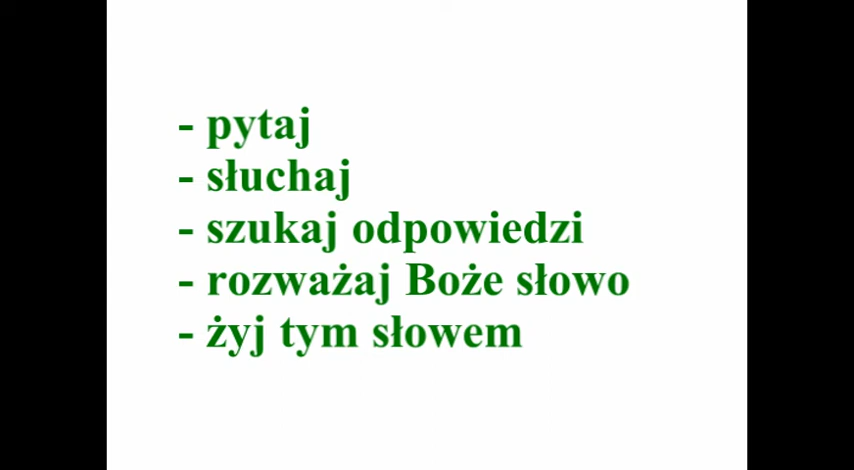 - pytaj
- słuchaj
- szukaj odpowiedzi
- rozważaj Boże słowo
- żyj tym słowem